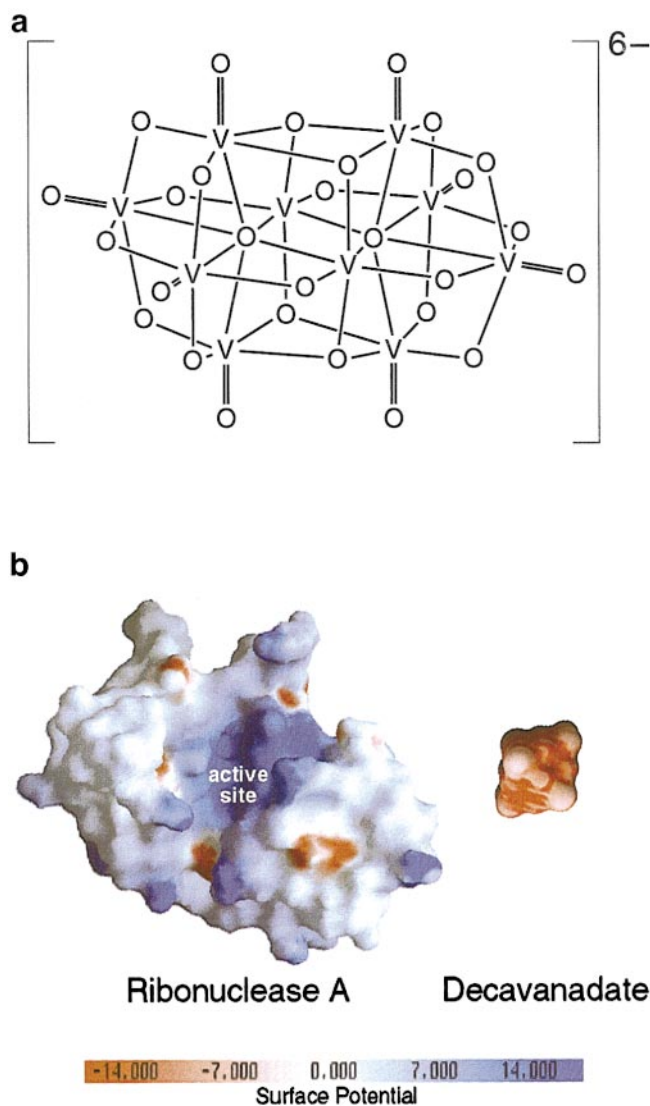 a
6–
O O
O O O
V V
O O
O O
O O O
V V V
O O O O
V V V O
O O O
O O O
V V
O O O
O O
b
active
site
Ribonuclease A Decavanadate
-14.000 -7.000 0.000 7.000 14.000
Surface Potential